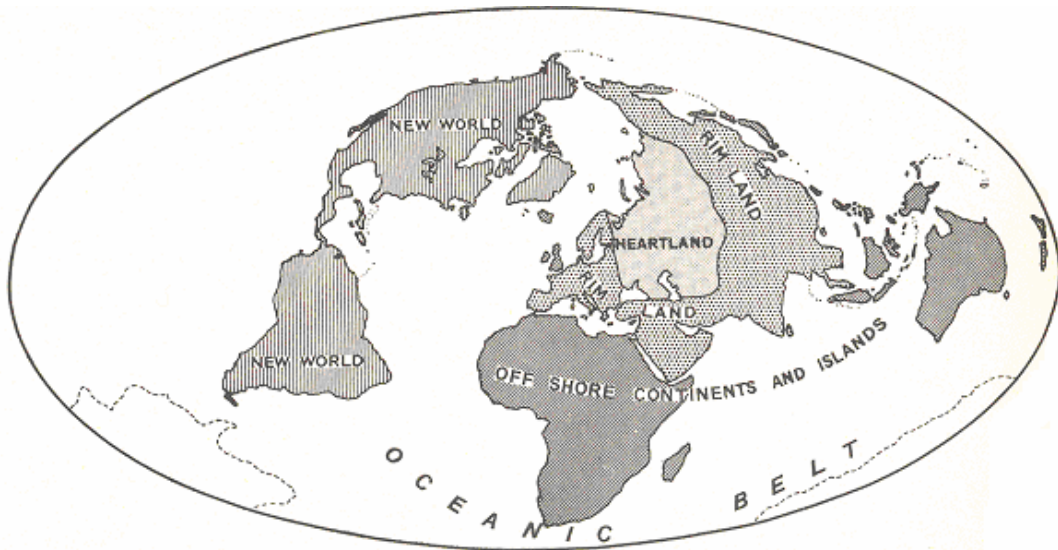 NEW WORLD
RIM LAND
HEARTLAND
RIM
LAND
NEW WORLD
OFF SHORE CONTINENTS AND ISLANDS
OCEANIC BELT